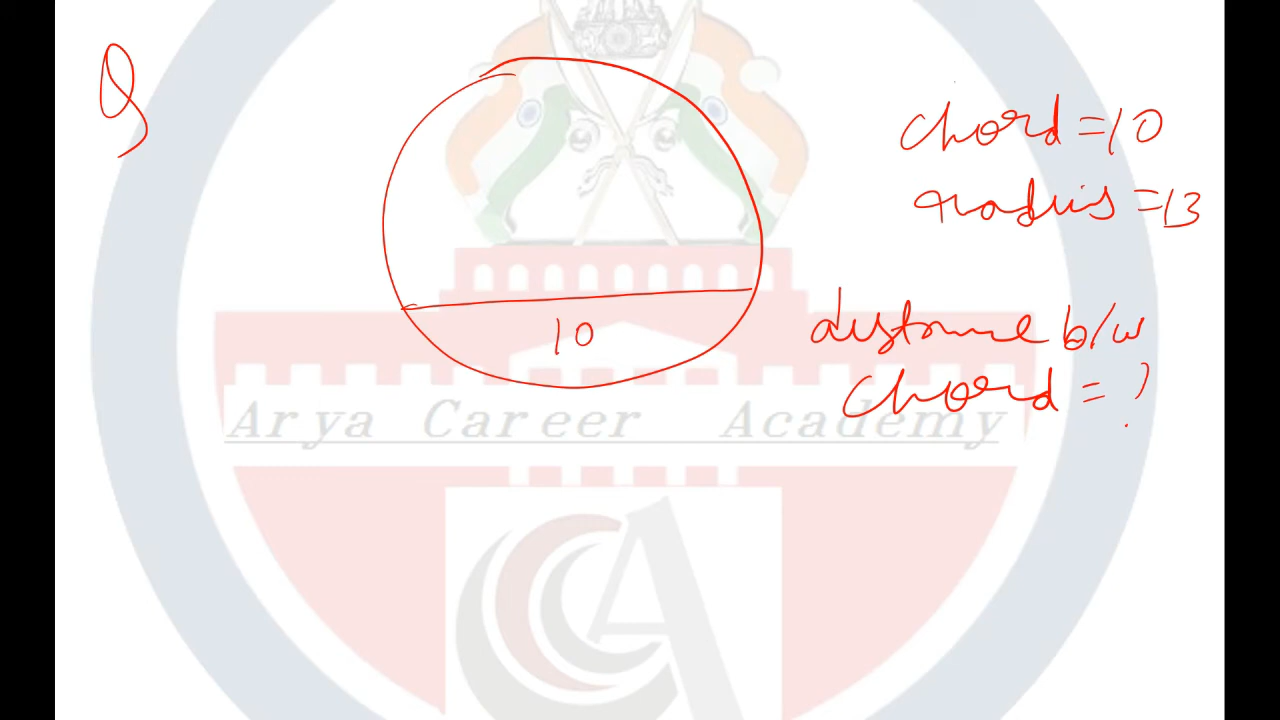 Q
chord = 10
radius = 13
10
distance b/w
chord = ?
Arya Career Academy